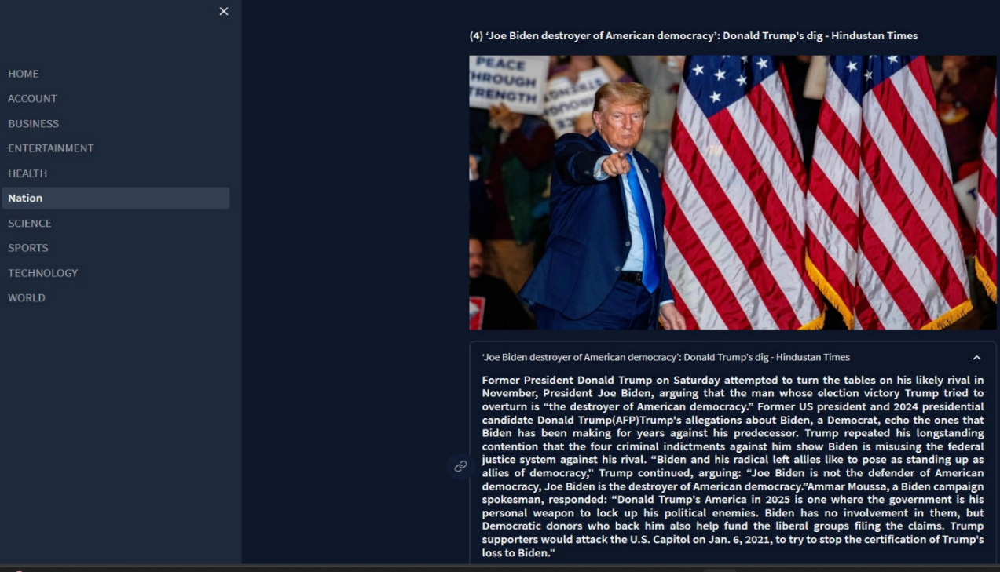 HOME
ACCOUNT
BUSINESS
ENTERTAINMENT
HEALTH
Nation
SCIENCE
SPORTS
TECHNOLOGY
WORLD
(4) ‘Joe Biden destroyer of American democracy’: Donald Trump's dig - Hindustan Times
PEACE
THROUGH
STRENGTH
‘Joe Biden destroyer of American democracy’: Donald Trump's dig - Hindustan Times
Former President Donald Trump on Saturday attempted to turn the tables on his likely rival in
November, President Joe Biden, arguing that the man whose election victory Trump tried to
overturn is “the destroyer of American democracy.” Former US president and 2024 presidential
candidate Donald Trump(AFP)Trump's allegations about Biden, a Democrat, echo the ones that
Biden has been making for years against his predecessor. Trump repeated his longstanding
contention that the four criminal indictments against him show Biden is misusing the federal
justice system against his rival. “Biden and his radical left allies like to pose as standing up as
allies of democracy,” Trump continued, arguing: “Joe Biden is not the defender of American
democracy, Joe Biden is the destroyer of American democracy.”Ammar Moussa, a Biden campaign
spokesman, responded: “Donald Trump's America in 2025 is one where the government is his
personal weapon to lock up his political enemies. Biden has no involvement in them, but
Democratic donors who back him also help fund the liberal groups filing the claims. Trump
supporters would attack the U.S. Capitol on Jan. 6, 2021, to try to stop the certification of Trump's
loss to Biden."